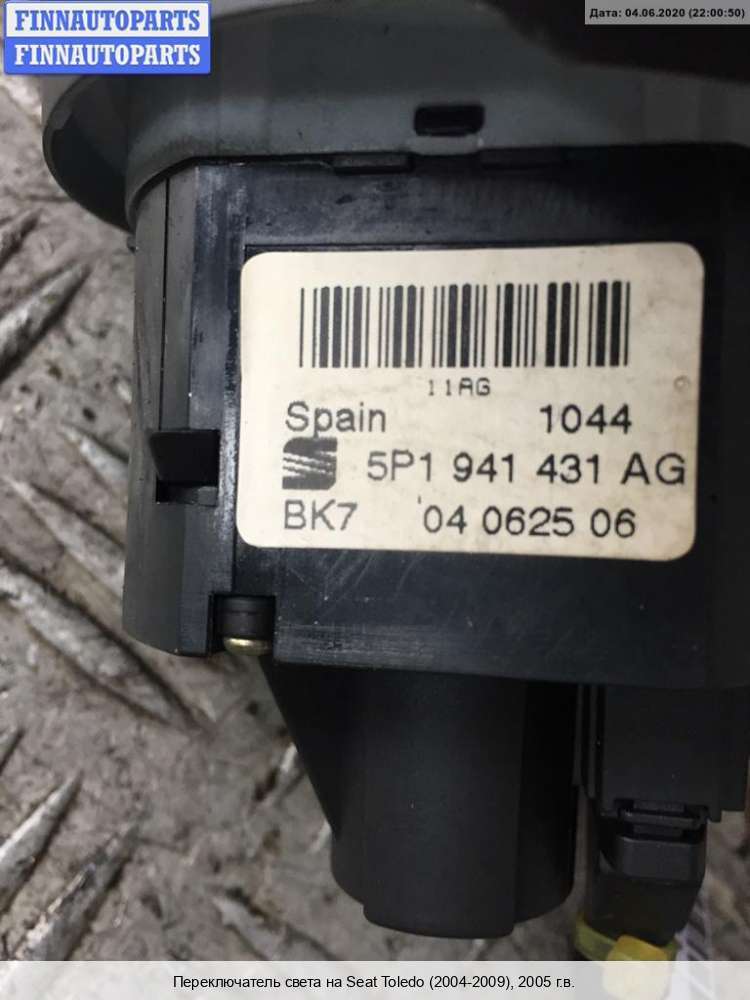 FINNAUTOPARTS
FINNAUTOPARTS
Дата: 04.06.2020 (22:00:50)
11AG
Spain 1044
5P1 941 431 AG
BK7 '04 0625 06
Переключатель света на Seat Toledo (2004-2009), 2005 г.в.